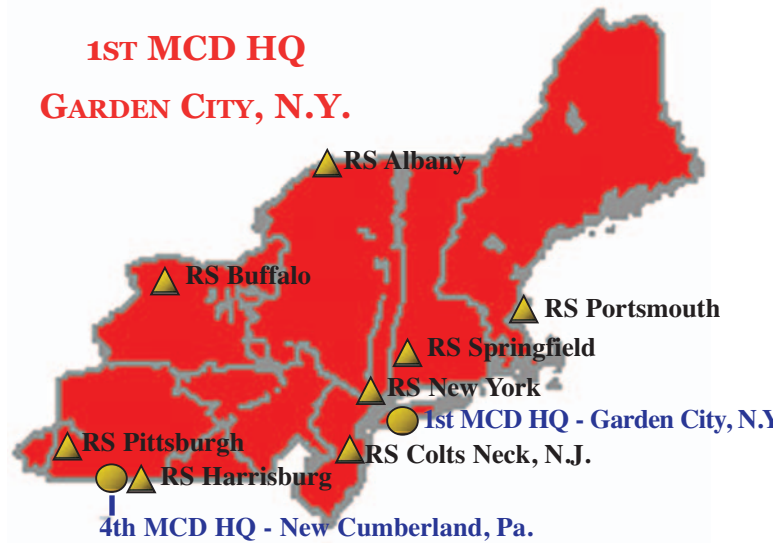 1ST MCD HQ
GARDEN CITY, N.Y.
RS Albany
RS Buffalo
RS Portsmouth
RS Springfield
RS New York
1st MCD HQ - Garden City, N.Y
RS Pittsburgh
RS Colts Neck, N.J.
RS Harrisburg
4th MCD HQ - New Cumberland, Pa.